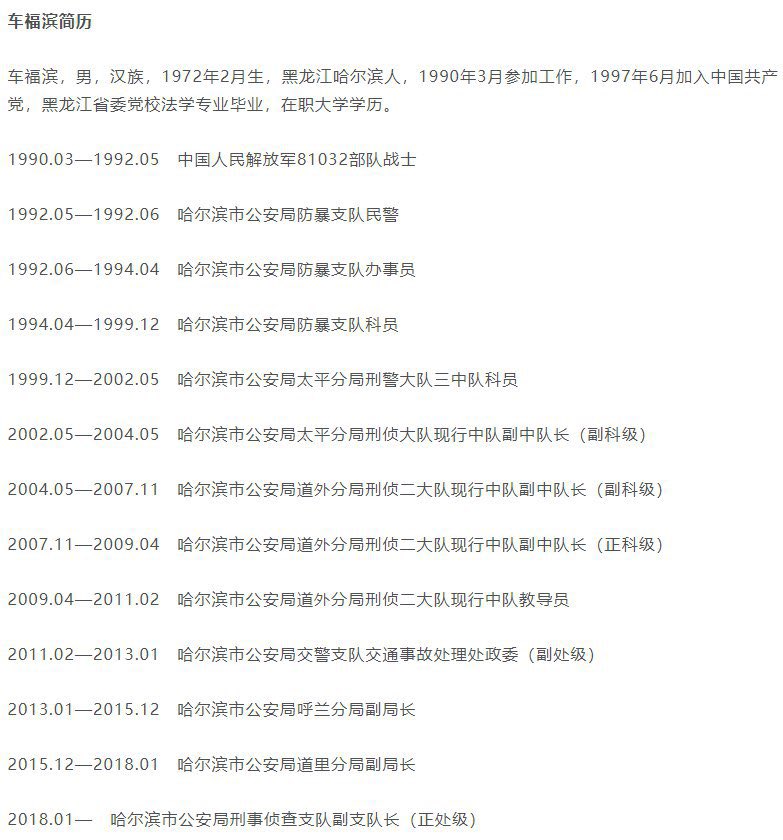 车福滨简历
车福滨，男，汉族，1972年2月生，黑龙江哈尔滨人，1990年3月参加工作，1997年6月加入中国共产
党，黑龙江省委党校法学专业毕业，在职大学学历。
1990.03—1992.05　中国人民解放军81032部队战士
1992.05—1992.06　哈尔滨市公安局防暴支队民警
1992.06—1994.04　哈尔滨市公安局防暴支队办事员
1994.04—1999.12　哈尔滨市公安局防暴支队科员
1999.12—2002.05　哈尔滨市公安局太平分局刑警大队三中队科员
2002.05—2004.05　哈尔滨市公安局太平分局刑侦大队现行中队副中队长（副科级）
2004.05—2007.11　哈尔滨市公安局道外分局刑侦二大队现行中队副中队长（副科级）
2007.11—2009.04　哈尔滨市公安局道外分局刑侦二大队现行中队副中队长（正科级）
2009.04—2011.02　哈尔滨市公安局道外分局刑侦二大队现行中队教导员
2011.02—2013.01　哈尔滨市公安局交警支队交通事故处理处政委（副处级）
2013.01—2015.12　哈尔滨市公安局呼兰分局副局长
2015.12—2018.01　哈尔滨市公安局道里分局副局长
2018.01—　哈尔滨市公安局刑事侦查支队副支队长（正处级）